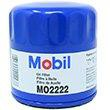 Mobil
Oil Filter
Filtre à huile
Filtro de Aceite
MO2222